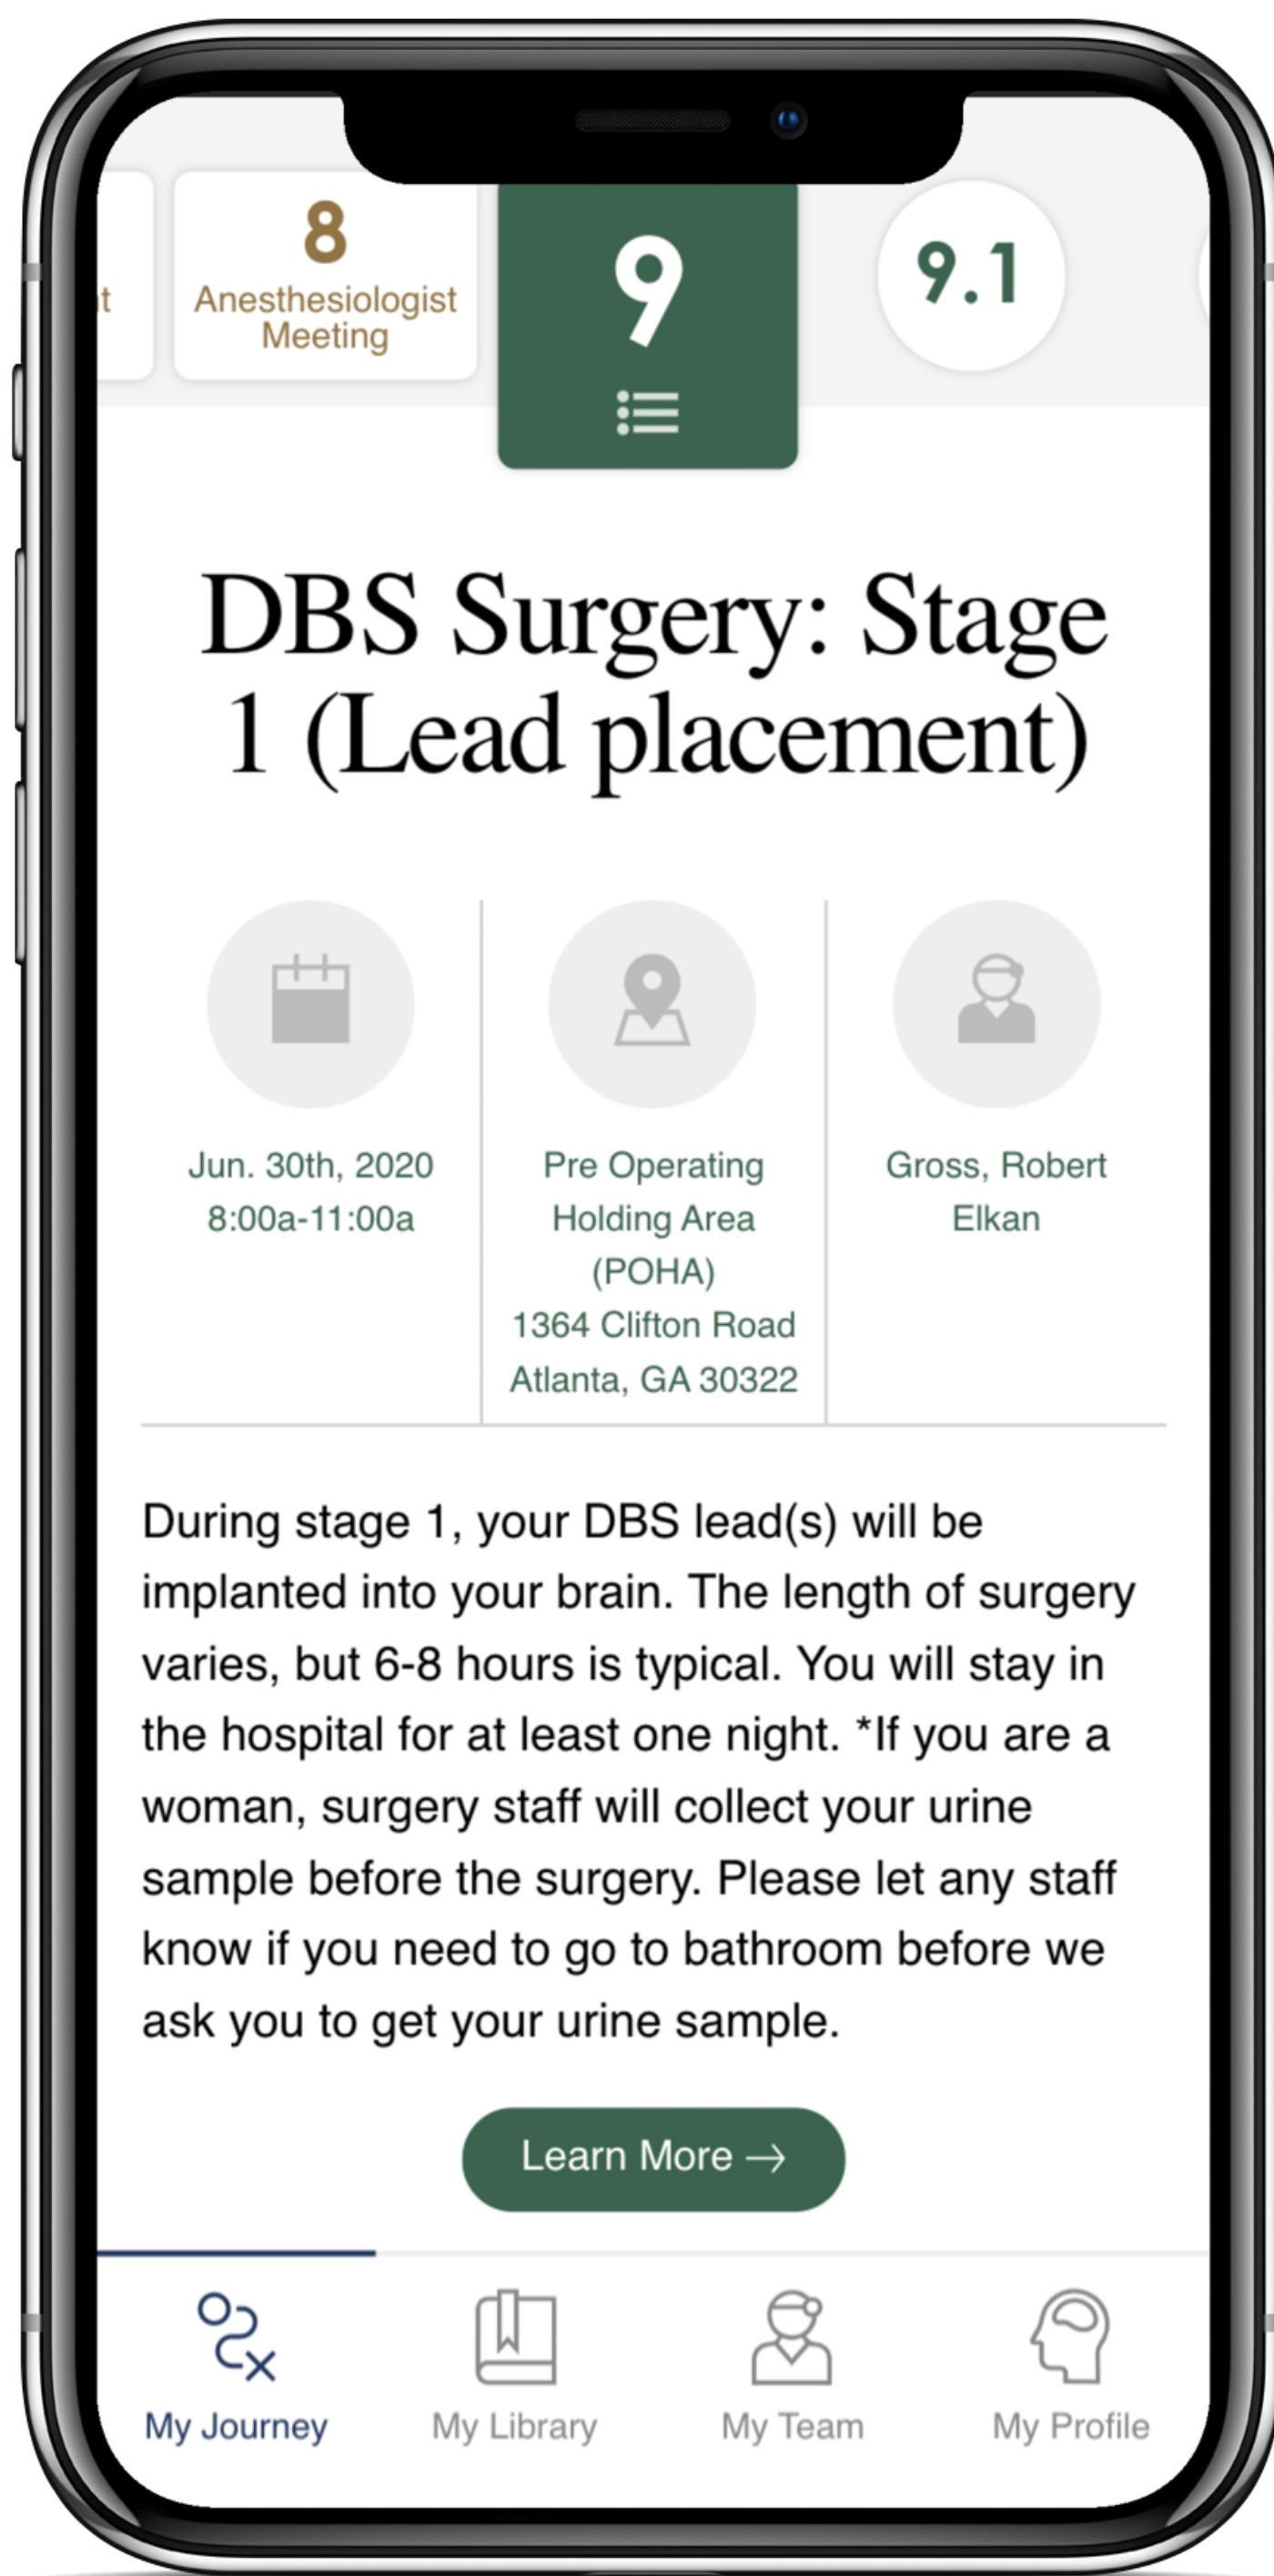 8
Anesthesiologist
Meeting
9
9.1
DBS Surgery: Stage
1 (Lead placement)
Jun. 30th, 2020
8:00a-11:00a
Pre Operating
Holding Area
(POHA)
1364 Clifton Road
Atlanta, GA 30322
Gross, Robert
Elkan
During stage 1, your DBS lead(s) will be
implanted into your brain. The length of surgery
varies, but 6-8 hours is typical. You will stay in
the hospital for at least one night. *If you are a
woman, surgery staff will collect your urine
sample before the surgery. Please let any staff
know if you need to go to bathroom before we
ask you to get your urine sample.
Learn More →
My Journey
My Library
My Team
My Profile